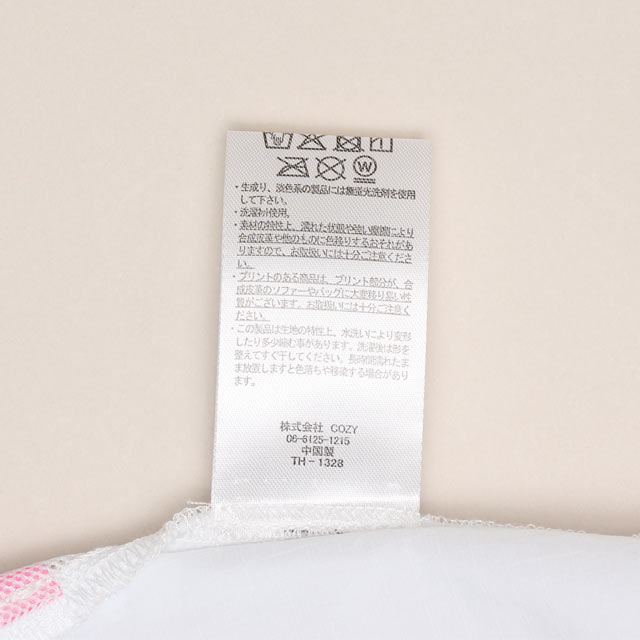 ・生成り、淡色系の製品には無蛍光洗剤を使用
して下さい。
・洗濯ﾈｯﾄ使用。
・素材の特性上、濡れた状態や強い摩擦により
合成皮革や他のものに色移りするおそれがあ
りますので、お取扱いには十分ご注意くださ
い。
・プリントのある商品は、プリント部分が、合
成皮革のソファーやバッグに大変移り易い性
質がございます。お取扱いには十分ご注意く
ださい。
・この製品は生地の特性上、水洗いにより変形
したり多少縮む事があります。洗濯後は形を
整えてすぐ干してください。長時間濡れたま
ま放置しますと色落ちや移染する場合があり
ます。
株式会社 COZY
06-6125-1215
中国製
TH-1328